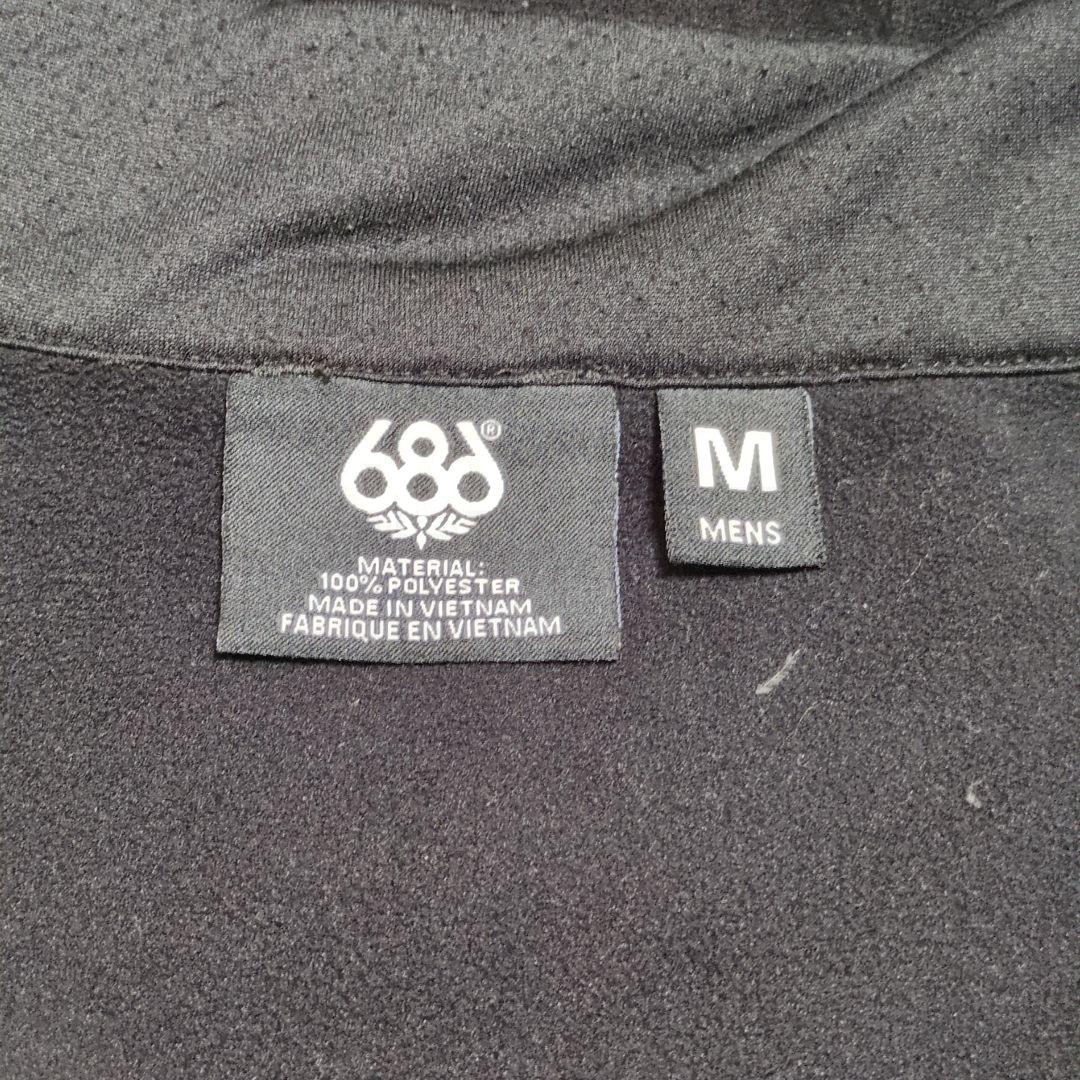 686®
MATERIAL:
100% POLYESTER
MADE IN VIETNAM
FABRIQUE EN VIETNAM
M
MENS